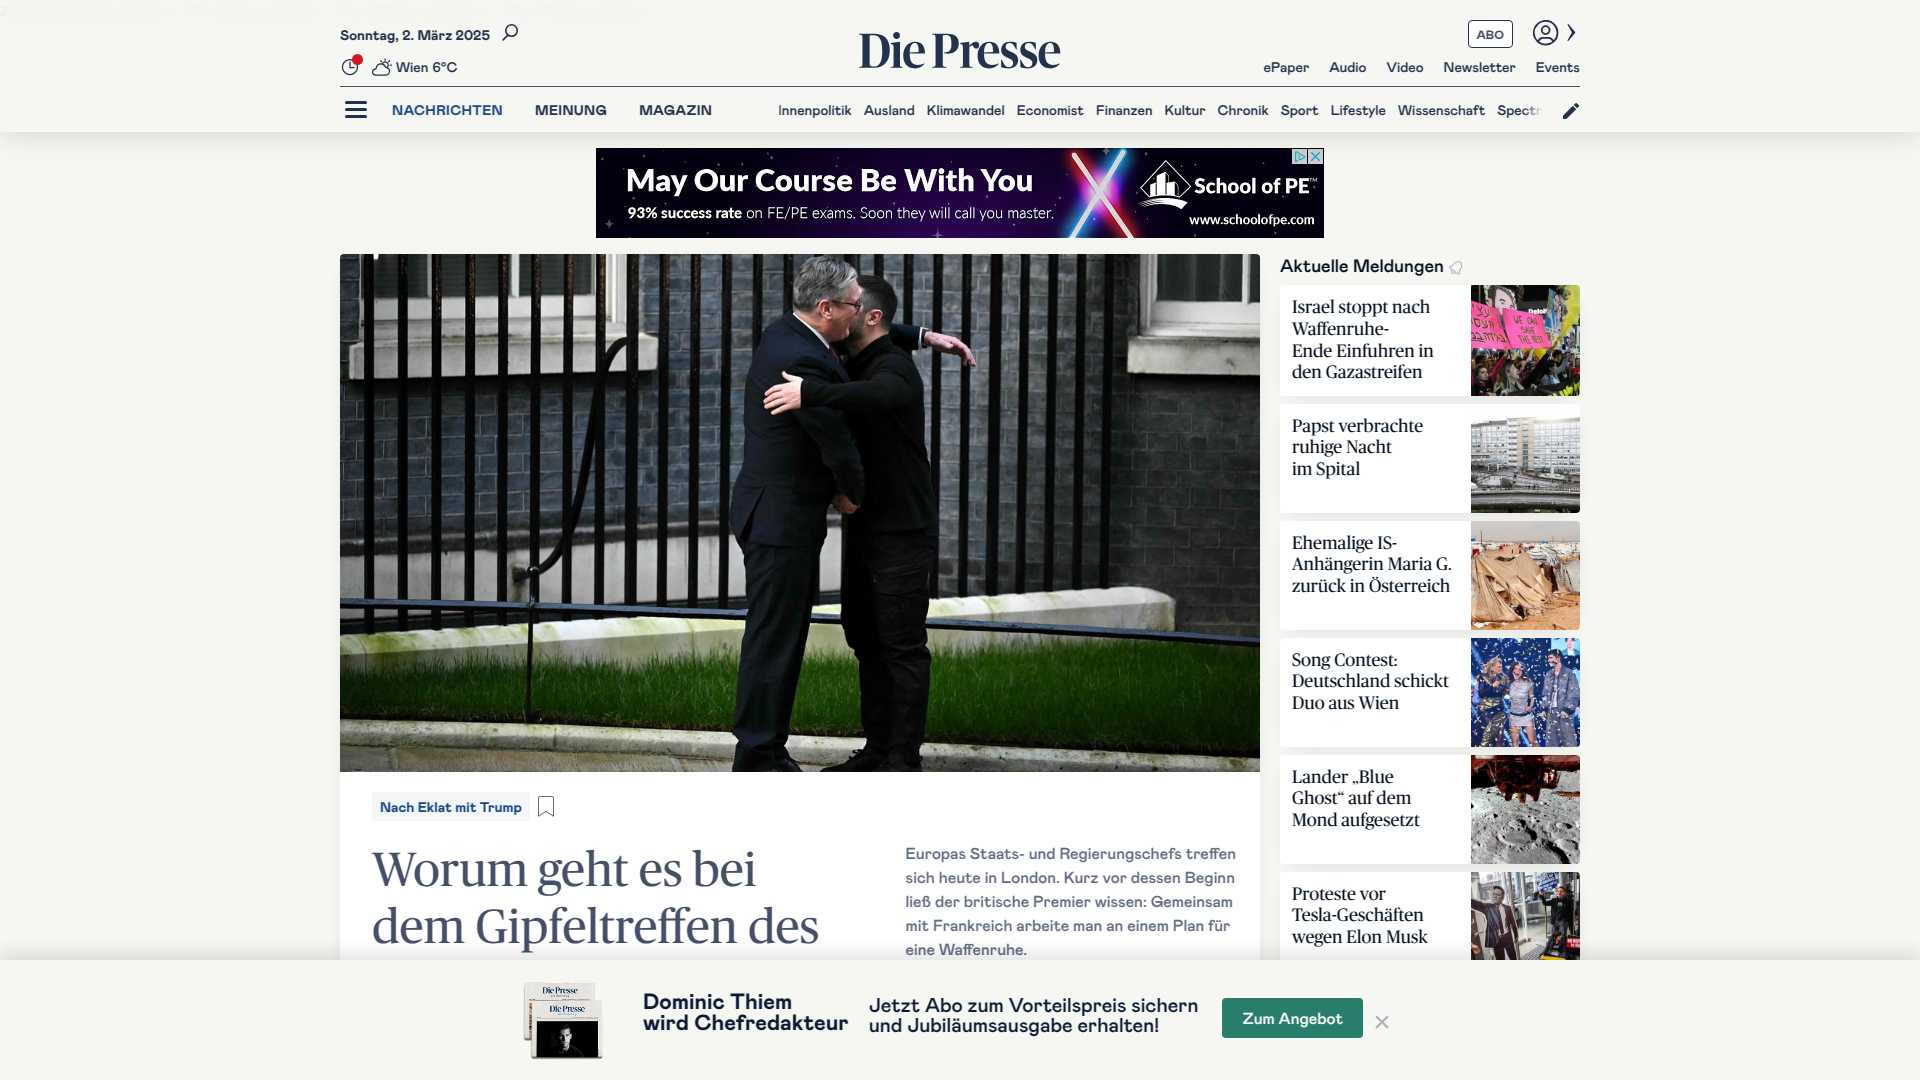 Sonntag, 2. März 2025
Die Presse
ABO
Wien 6°C
ePaper Audio Video Newsletter Events
NACHRICHTEN MEINUNG MAGAZIN
Innenpolitik Ausland Klimawandel Economist Finanzen Kultur Chronik Sport Lifestyle Wissenschaft Spectr
May Our Course Be With You
93% success rate on FE/PE exams. Soon they will call you master.
School of PE™
www.schoolofpe.com
Nach Eklat mit Trump
Worum geht es bei
dem Gipfeltreffen des
Europas Staats- und Regierungschefs treffen
sich heute in London. Kurz vor dessen Beginn
ließ der britische Premier wissen: Gemeinsam
mit Frankreich arbeite man an einem Plan für
eine Waffenruhe.
Aktuelle Meldungen
Israel stoppt nach
Waffenruhe-
Ende Einfuhren in
den Gazastreifen
WE CAN
SAVE
THE REST
Papst verbrachte
ruhige Nacht
im Spital
Ehemalige IS-
Anhängerin Maria G.
zurück in Österreich
Song Contest:
Deutschland schickt
Duo aus Wien
Lander „Blue
Ghost“ auf dem
Mond aufgesetzt
Proteste vor
Tesla-Geschäften
wegen Elon Musk
Die Presse
Die Presse
Dominic Thiem
wird Chefredakteur
Jetzt Abo zum Vorteilspreis sichern
und Jubiläumsausgabe erhalten!
Zum Angebot